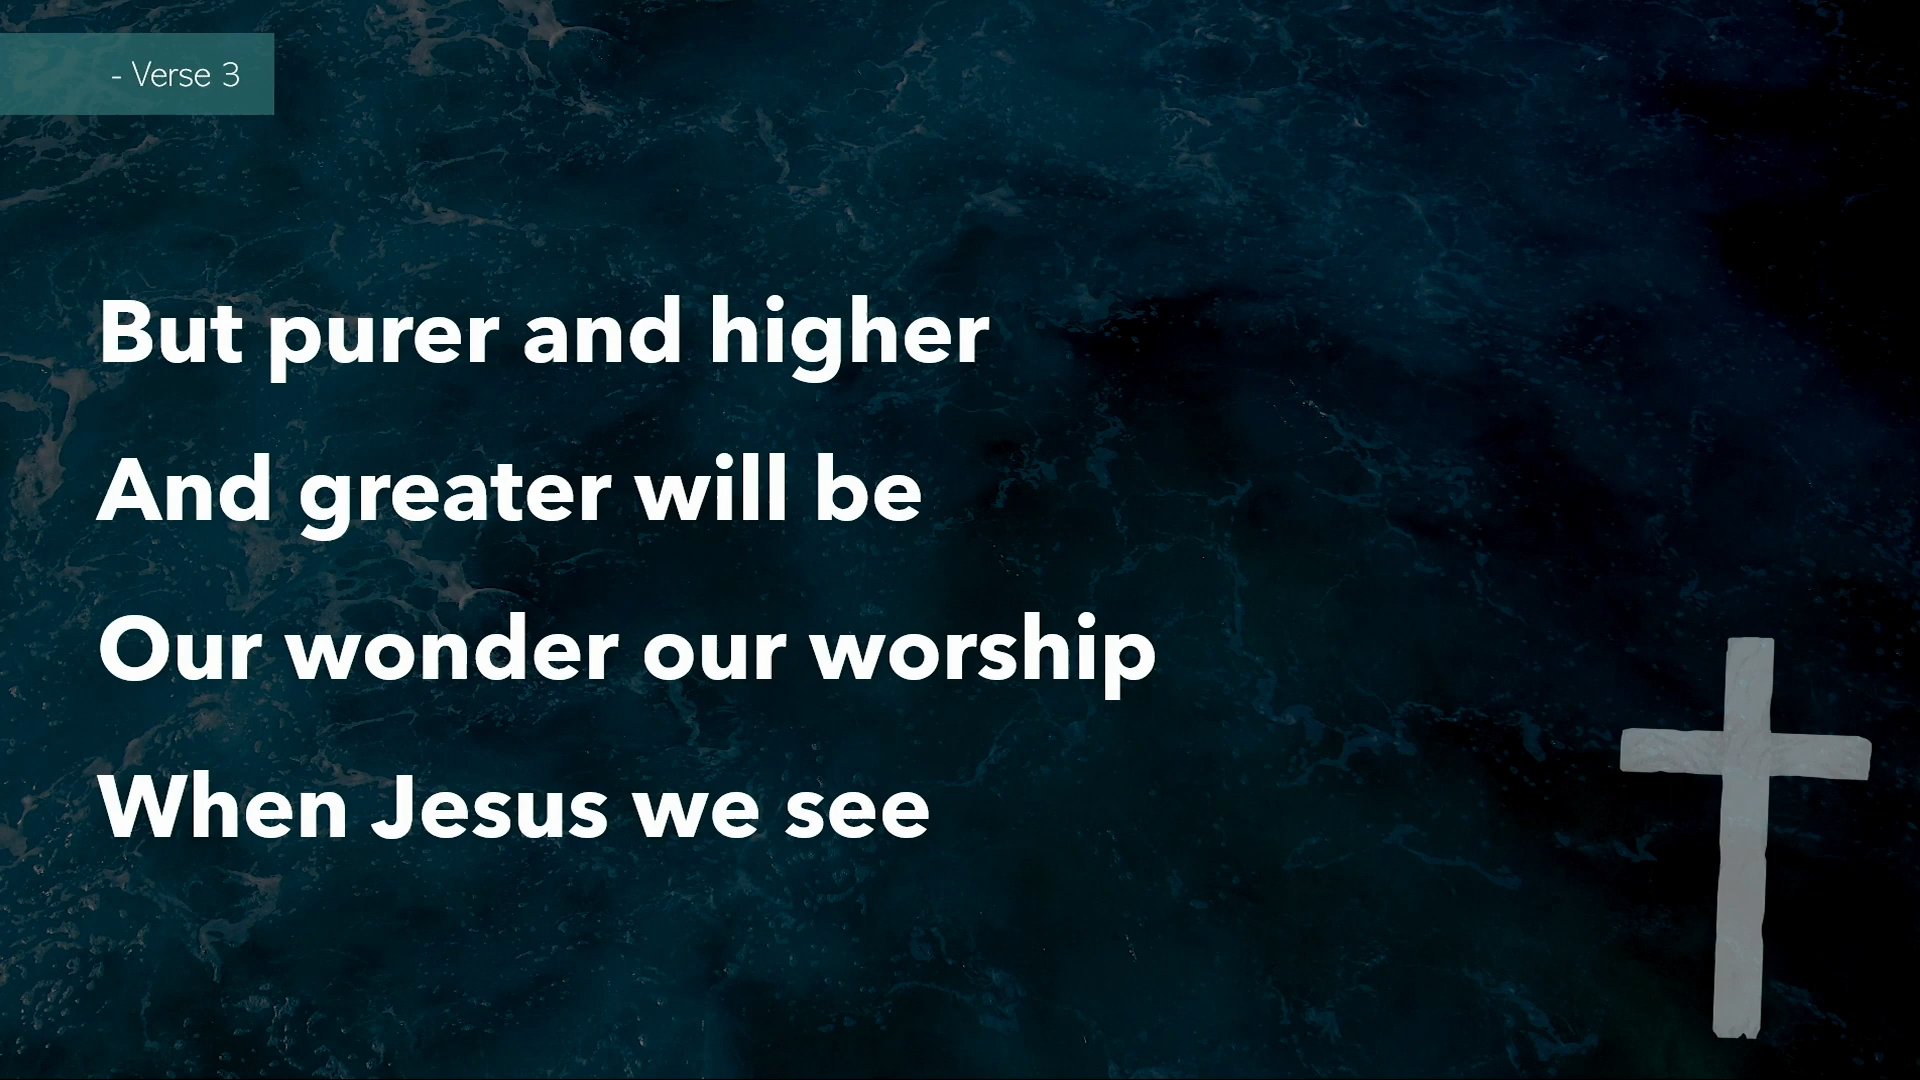 - Verse 3
But purer and higher
And greater will be
Our wonder our worship
When Jesus we see